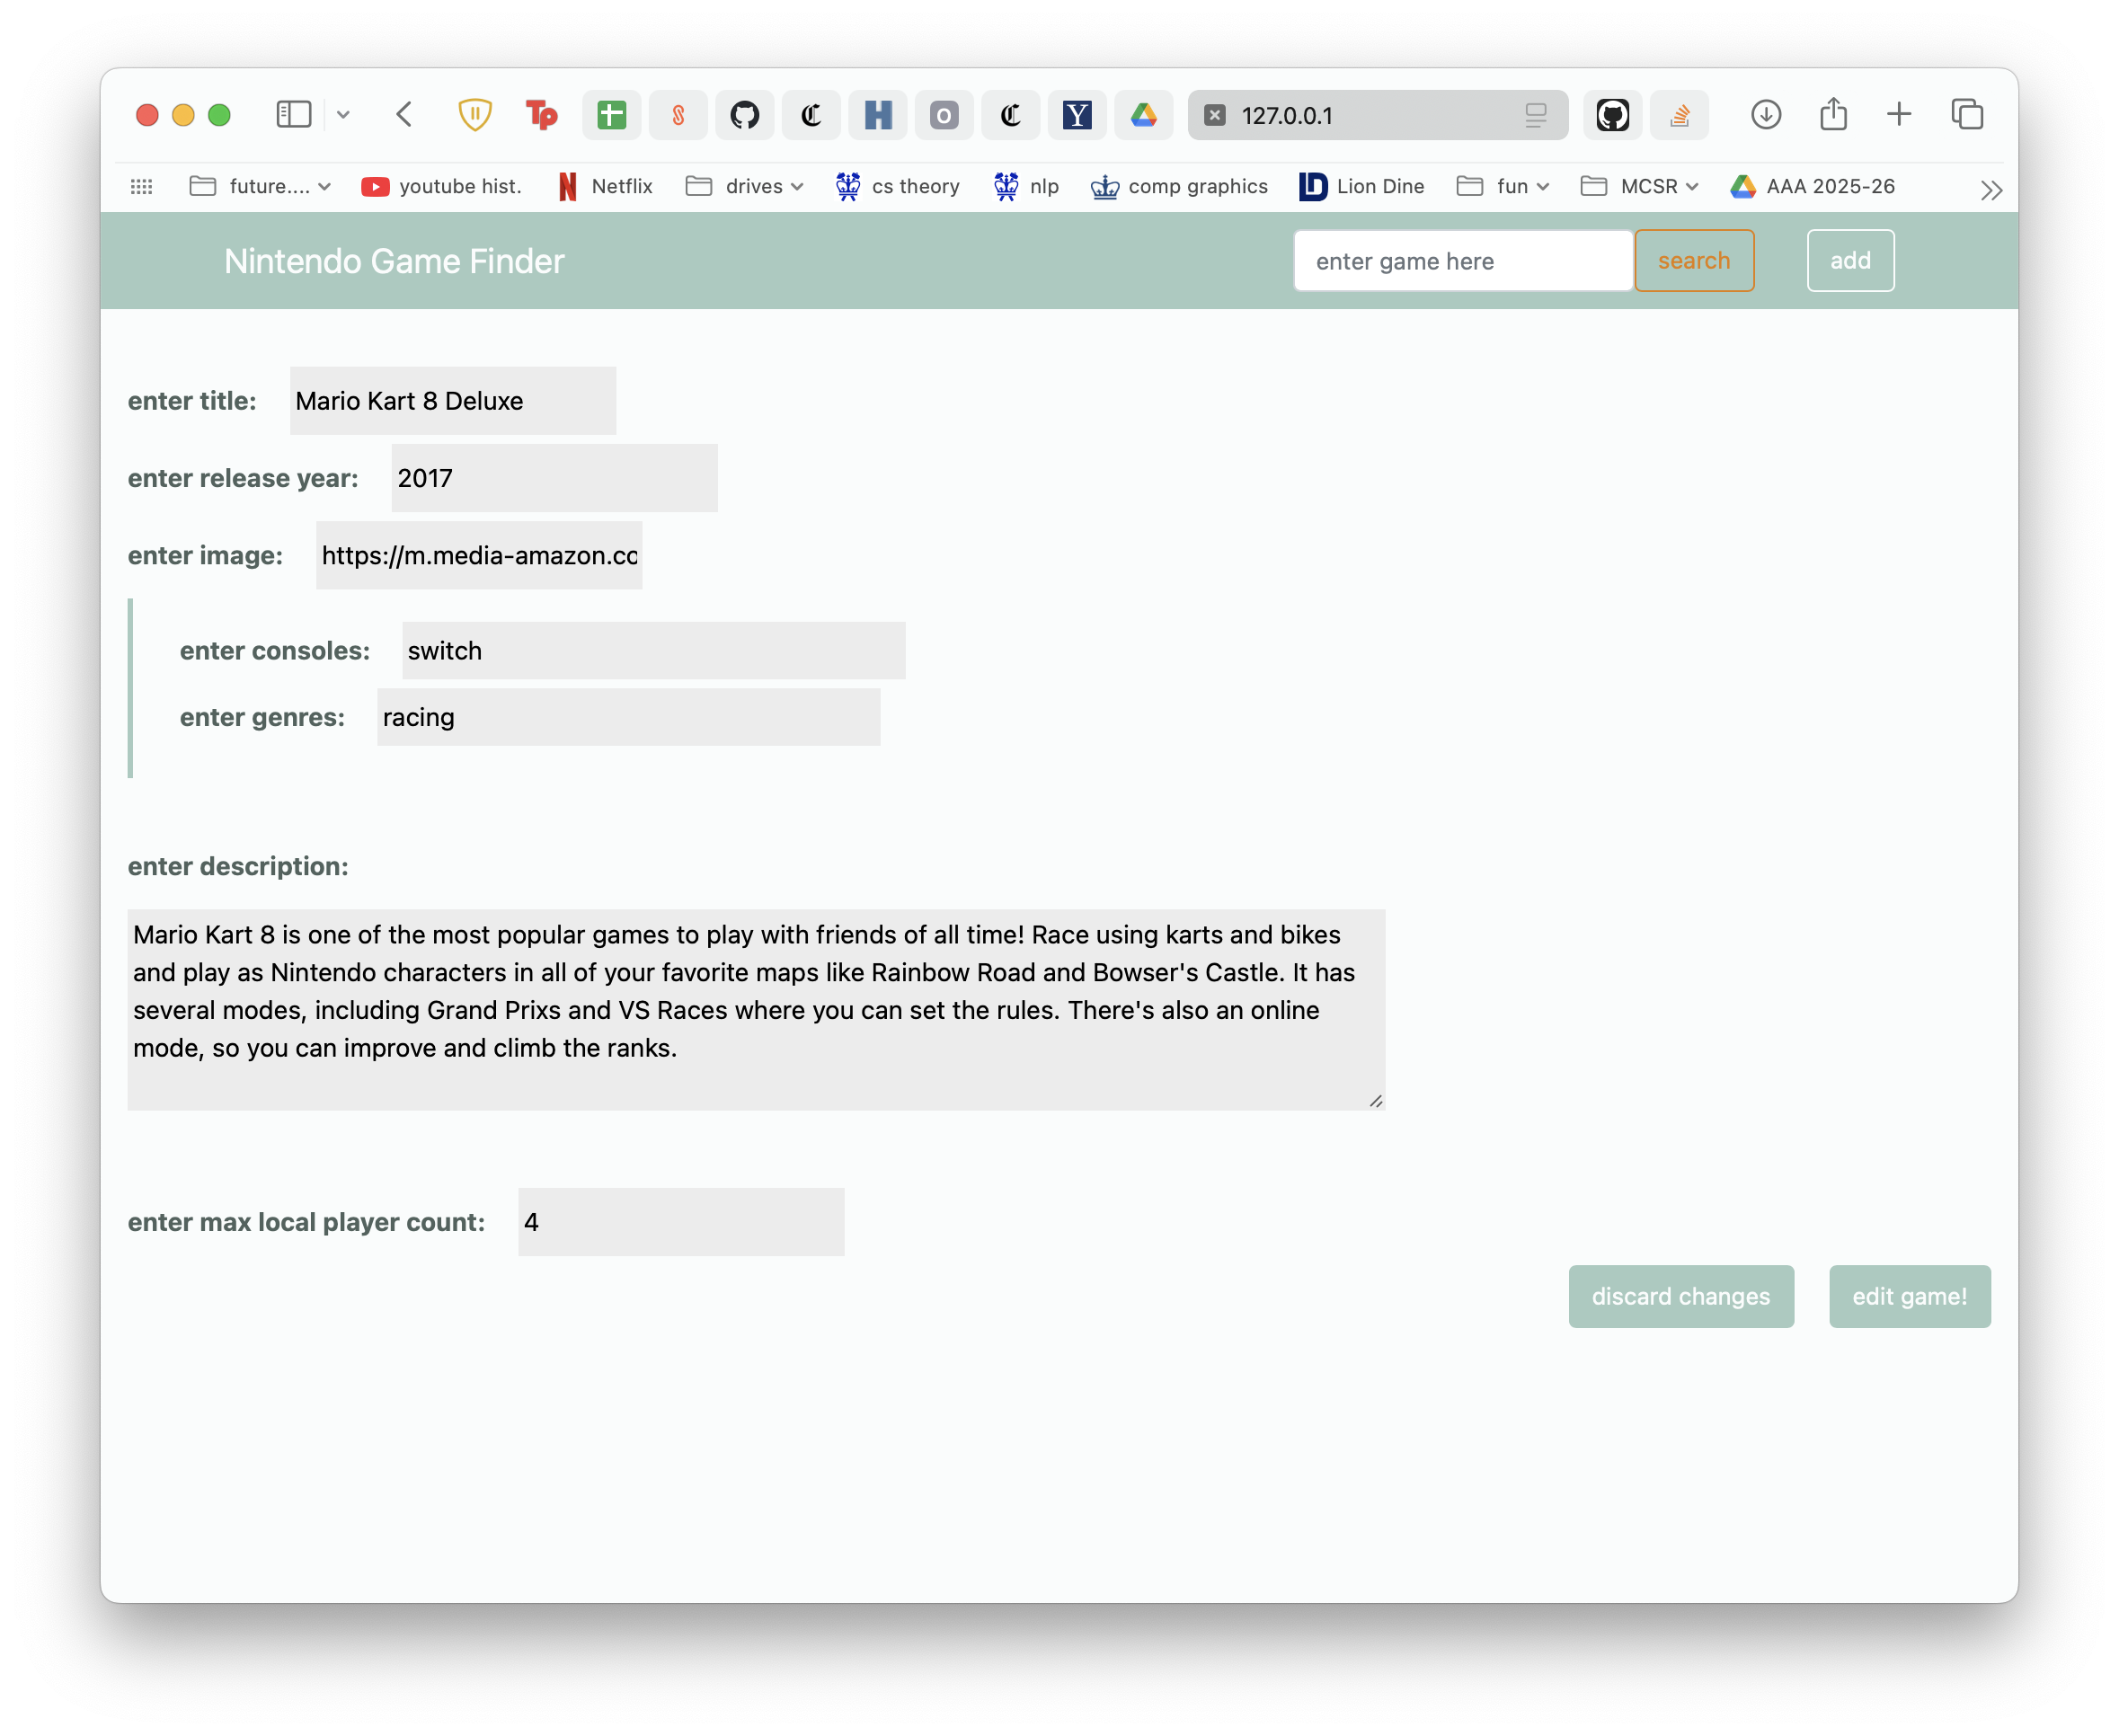 127.0.0.1
future.... youtube hist. Netflix drives cs theory nlp comp graphics Lion Dine fun MCSR AAA 2025-26
Nintendo Game Finder enter game here search add
enter title: Mario Kart 8 Deluxe
enter release year: 2017
enter image: https://m.media-amazon.co
enter consoles: switch
enter genres: racing
enter description:
Mario Kart 8 is one of the most popular games to play with friends of all time! Race using karts and bikes
and play as Nintendo characters in all of your favorite maps like Rainbow Road and Bowser's Castle. It has
several modes, including Grand Prixs and VS Races where you can set the rules. There's also an online
mode, so you can improve and climb the ranks.
enter max local player count: 4
discard changes edit game!